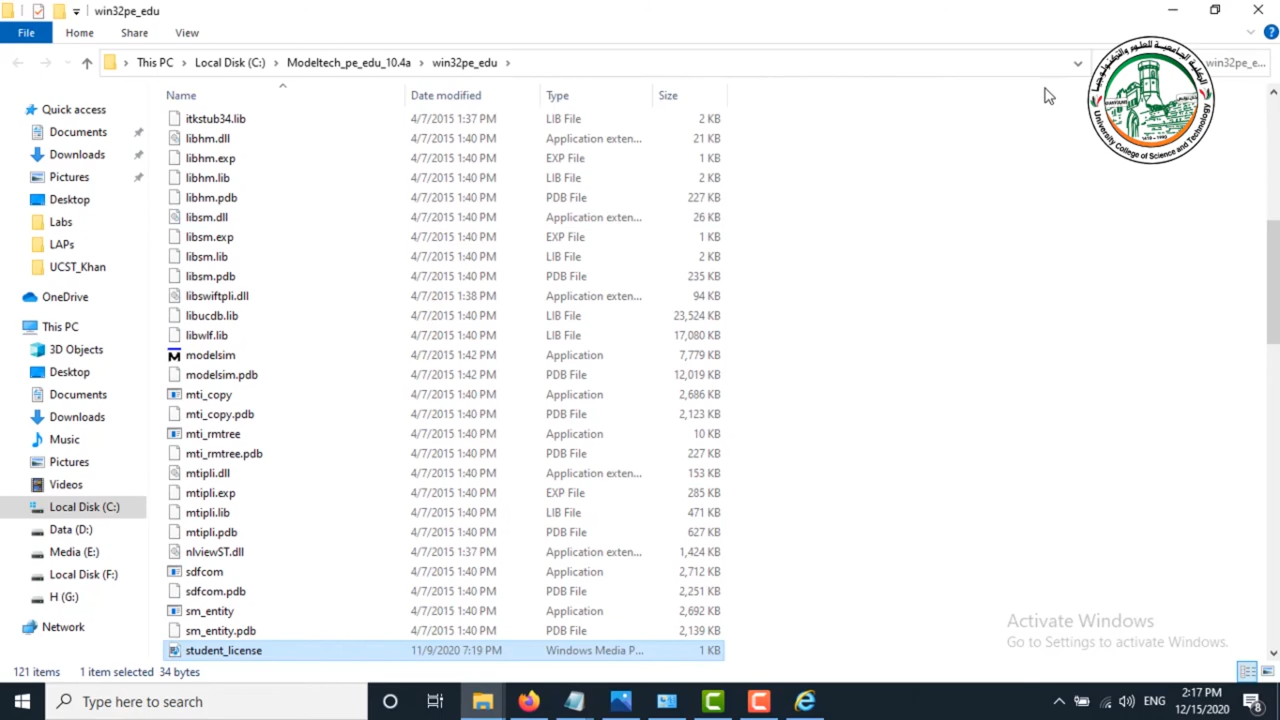 win32pe_edu
File Home Share View
This PC Local Disk (C:) Modeltech_pe_edu_10.4a win32pe_edu
win32pe_e...
الكلية الجامعية للعلوم والتكنولوجيا
University College of Science and Technology
Name Date modified Type Size
Quick access
Documents
Downloads
Pictures
Desktop
Labs
LAPs
UCST_Khan
OneDrive
This PC
3D Objects
Desktop
Documents
Downloads
Music
Pictures
Videos
Local Disk (C:)
Data (D:)
Media (E:)
Local Disk (F:)
H (G:)
Network
itkstub34.lib 4/7/2015 1:37 PM LIB File 2 KB
libhm.dll 4/7/2015 1:40 PM Application exten... 21 KB
libhm.exp 4/7/2015 1:40 PM EXP File 1 KB
libhm.lib 4/7/2015 1:40 PM LIB File 2 KB
libhm.pdb 4/7/2015 1:40 PM PDB File 227 KB
libsm.dll 4/7/2015 1:40 PM Application exten... 26 KB
libsm.exp 4/7/2015 1:40 PM EXP File 1 KB
libsm.lib 4/7/2015 1:40 PM LIB File 2 KB
libsm.pdb 4/7/2015 1:40 PM PDB File 235 KB
libswiftpli.dll 4/7/2015 1:38 PM Application exten... 94 KB
libucdb.lib 4/7/2015 1:40 PM LIB File 23,524 KB
libwlf.lib 4/7/2015 1:40 PM LIB File 17,080 KB
modelsim 4/7/2015 1:42 PM Application 7,779 KB
modelsim.pdb 4/7/2015 1:42 PM PDB File 12,019 KB
mti_copy 4/7/2015 1:40 PM Application 2,686 KB
mti_copy.pdb 4/7/2015 1:40 PM PDB File 2,123 KB
mti_rmtree 4/7/2015 1:40 PM Application 10 KB
mti_rmtree.pdb 4/7/2015 1:40 PM PDB File 227 KB
mtipli.dll 4/7/2015 1:40 PM Application exten... 153 KB
mtipli.exp 4/7/2015 1:40 PM EXP File 285 KB
mtipli.lib 4/7/2015 1:40 PM LIB File 471 KB
mtipli.pdb 4/7/2015 1:40 PM PDB File 627 KB
nlviewST.dll 4/7/2015 1:37 PM Application exten... 1,424 KB
sdfcom 4/7/2015 1:40 PM Application 2,712 KB
sdfcom.pdb 4/7/2015 1:40 PM PDB File 2,251 KB
sm_entity 4/7/2015 1:40 PM Application 2,692 KB
sm_entity.pdb 4/7/2015 1:40 PM PDB File 2,139 KB
student_license 11/9/2020 7:19 PM Windows Media P... 1 KB
Activate Windows
Go to Settings to activate Windows.
121 items 1 item selected 34 bytes
Type here to search
ENG
2:17 PM
12/15/2020
8